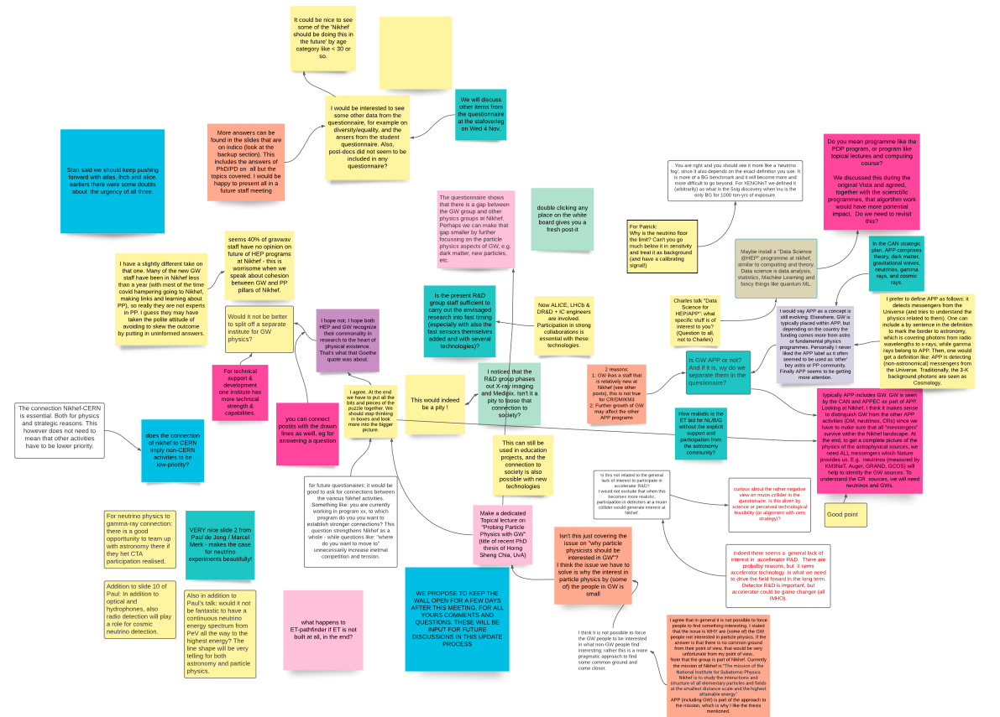 It could be nice to see
some of the 'Nikhef
should be doing this in
the future' by age
category like < 30 or
so.
I would be interested to see
some other data from the
questionnaire, for example on
diversity/equality, and the
ansers from the student
questionnaire. Also,
post-docs did not seem to be
included in any
questionnaire?
We will discuss
other items from the
questionnaire
at the stafoverleg
on Wed 4 Nov.
More answers can be
found in the slides that are
on indico (look at the
backup section). This
includes the answers of
PhD/PD on  all but the
topics covered. I would be
happy to present all in a
future staff meeting
Stan said we should keep pushing
forward with atlas, lhcb and alice.
earliers there were some doubts
about  the urgency of all three.
The questionnaire shows
that there is a gap between
the GW group and other
physics groups at Nikhef.
Perhaps we can make that
gap smaller by further
focussing on the particle
physics aspects of GW, e.g.
dark matter, new particles,
etc.
double clicking any
place on the white
board gives you a
fresh post-it
You are right and you should see it more like a 'neutrino
fog', since it also depends on the exact definition you use. It
is more of a BG benchmark and it will become more and
more difficult to go beyond. For XENONnT we defined it
(arbitrarily) as what is the 5sig discovery when \nu is the
only BG for 1000 ton-yrs of exposure.
Do you mean programme like the
PDP program, or program like
topical lectures and computing
course?
We discussed this during the
original Vista and agreed,
together with the sciencitfic
programmes, that algortihm work
would have more portential
impact.  Do we need to revisit
this?
For Patrick:
Why is the neutrino floor
the limit? Can't you go
much below it in sensitivity
and treat it as background
(and have a calibrating
signal!)
Maybe install a "Data Science
@HEP" programme at nikhef,
similar to computing and theory.
Data science is data analysis,
statistics, Machine Learning and
fancy things like quantum ML.
In the CAN strategic
plan, APP comprises
theory, dark matter,
gravitational waves,
neutrinos, gamma
rays, and cosmic
rays.
I have a slightly different take on
that one. Many of the new GW
staff have been in Nikhef less
than a year (with most of the time
covid hampering going to Nikhef,
making links and learning about
PP), so really they are not experts
in PP. I guess they may have
taken the polite attitude of
avoiding to skew the outcome
by putting in uninformed answers.
seems 40% of gravwav
staff have no opinion on
future of HEP programs
at Nikhef - this is
worrisome when we
speak about cohesion
between GW and PP
pillars of Nikhef.
Would it not be better
to split off a separate
institute for GW
physics?
I hope not; I hope both
HEP and GW recognize
their commonality in
research to the heart of
physical existence.
That's what that Goethe
quote was about.
Is the present R&D
group staff sufficient to
carry out the envisaged
research into fast timing
(especially with also the
fast sensors themselves
added and with several
technologies)?
Now ALICE, LHCb &
DR&D + IC engineers
are involved.
Participation in strong
collaborations is
essential with these
technologies.
Charles talk "Data
Science for
HEP/APP": what
specific stuff is of
interest to you?
(Question to all,
not to Charles)
I would nay APP as a concept is
still evolving. Elsewhere, GW is
typically placed within APP, but
depending on the country the
funding comes more from astro
or fundamental physics
programmes. Personally I never
liked the APP label as it often
seemed to be used as 'other'
bey astro or PP community.
Finally APP seems to be getting
more attention.
I prefer to define APP as follows: it
detects messengers from the
Universe (and tries to understand
the physics related to them). One
can include by a sentence in the
definition to mark the border to
astronomy, which is covering
photons from radio wavelengths to
x-rays, while gamma rays belong
to APP. Then, one would get a
definition like: APP is detecting
(non-astronomical) messengers
from the Universe. Traditionally,
the 3-K background photons are
seen as Cosmology.
For technical
support &
development
one institute has
more technical
strength &
capabilities.
I agree. At the end
we have to put all the
bits and pieces of the
puzzle together. We
should stop thinking
in boxes and look
more into the bigger
picture.
This would indeed
be a pity !
I noticed that the
R&D group phases
out X-ray imaging
and Medipix. Isn't it a
pity to loose that
connection to
society?
2 reasons:
1: GW ihas a staff that
is relatively new at
Nikhef (see other
posts), this is not true
for CR/DM/KM3
2: Further growth of
GW may affect the
other APP programs
Is GW APP or not?
And if it is, wy do we
separate them in the
questionaire?
typically APP includes GW. GW is seen
by the CAN and APPEC as part of APP.
Looking at Nikhef, I think it makes sense
to distinguish GW from the other APP
activities (DM, neutrinos, CRs) since we
have to make sure that all "messengers"
survive within the Nikhef landscape. At
the end, to get a complete picture of
the physics of the astrophysical
sources, we need ALL messengers
which Nature provides us. E.g.
neutrinos (measured by KM3NeT,
Auger, GRAND, GCOS) will help to
identify the GW sources. To
understand the CR sources, we will
need neutrinos and GWs.
The connection Nikhef-CERN
is essential. Both for physics
and strategic reasons. This
however does not need to
mean that other activities
have to be lower priority.
does the connection
of nikhef to CERN
imply non-CERN
activities to be
low-priority?
you can connect
postits with the drawn
lines as weell, eg for
answering a question
How realistic is the
ET bid for NL/B/G
without the explicit
support and
participation from the
astronomy
community?
This can still be
used in education
projects, and the
connection to
society is also
possible with new
technologies
for future questionaires: it would be
good to ask for connections between
the various Nikhef activities.
Something like: you are currently
working in program xx, to which
program do you you want to
establish stronger connections? This
question strengthens Nikhef as a
whole - while questions like: "where
do you want to move to"
unnecessarily increase inetrnal
competition and tension.
Is this not related to the general
lack of interest to participate in
accelerator R&D?
I would not exclude that when this
becomes more realistic,
participation in detectors at a muon
collider would generate interest at
Nikhef.
curious about the rather negative
view on muon collider in the
questionaire. Is this driven by
science or perceived technological
feasibility (or alignment with cern
strategy)?
Good point
For neutrino physics to
gamma-ray connection:
there is a good
opportunity to team up
with astronomy there if
they het CTA
participation realised.
VERY nice slide 2 from
Paul de Jong / Marcel
Merk - makes the case
for neutrino
experiments beautifully!
Make a dedicated
Topical lecture on
"Probing Particle
Physics with GW"
(title of recent PhD
thesis of Horng
Sheng Chia, UvA)
Isn't this just covering the
issue on "why particle
physicists should be
interested in GW"?
I think the issue we have to
solve is why the interest in
particle physics by (some
of) the people in GW is
small
indeed there seems a  general lack of
interest in  accellerator R&D.  There are
probalby reasons, but  it sems
accelerator technology  is what we need
to drive the field foward in the long term.
Detector R&D is important, but
accelerator could be game changer (all
IMHO).
Addition to slide 10 of
Paul: In addition to
optical and
hydrophones, also
radio detection will play
a role for cosmic
neutrino detection.
Also in addition to
Paul's talk: would it not
be fantastic to have a
continuous neutrino
energy spectrum from
PeV all the way to the
highest energy? The
line shape will be very
telling for both
astronomy and particle
physics.
what happens to
ET-pathfinder if ET is not
built at all, in the end?
WE PROPOSE TO KEEP THE
WALL OPEN FOR A FEW DAYS
AFTER THIS MEETING, FOR ALL
YOURS COMMENTS AND
QUESTIONS. THESE WILL BE
INPUT FOR FUTURE
DISCUSSIONS IN THIS UPDATE
PROCESS
I think it is not possible to force
the GW people to be interested
in what non-GW people find
interesting; rather this is a more
pragmatic approach to find
some common ground and
come closer.
I agree that in general it is not possible to force
people to find something interesting. I stated
that the issue is WHY are (some of) the GW
people not interested in particle physics. If the
answer is that there is no common ground
from their point of view, that would be very
unfortunate from my point of view..
Note that the group is part of Nikhef. Currently
the mission of Nikhef is "The mission of the
National Institute for Subatomic Physics
Nikhef is to study the interactions and
structure of all elementary particles and fields
at the smallest distance scale and the highest
attainable energy."
APP (including GW) is part of the approach to
the mission, which is why I like the thesis
mentioned.